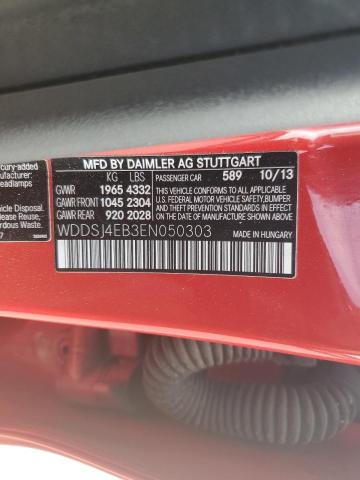 MFD BY DAIMLER AG STUTTGART
KG LBS PASSENGER CAR 589 10/13
GVWR 1965 4332
GAWR FRONT 1045 2304
GAWR REAR 920 2028
THIS VEHICLE CONFORMS TO ALL APPLICABLE
U.S. FEDERAL MOTOR VEHICLE SAFETY,BUMPER
AND THEFT PREVENTION STANDARDS IN EFFECT
ON THE DATE OF MANUFACTURE SHOWN ABOVE.
WDDSJ4EB3EN050303
MADE IN HUNGARY
cury-added
eadlamps
ehicle Disposal.
se Reuse,
ardous Waste.